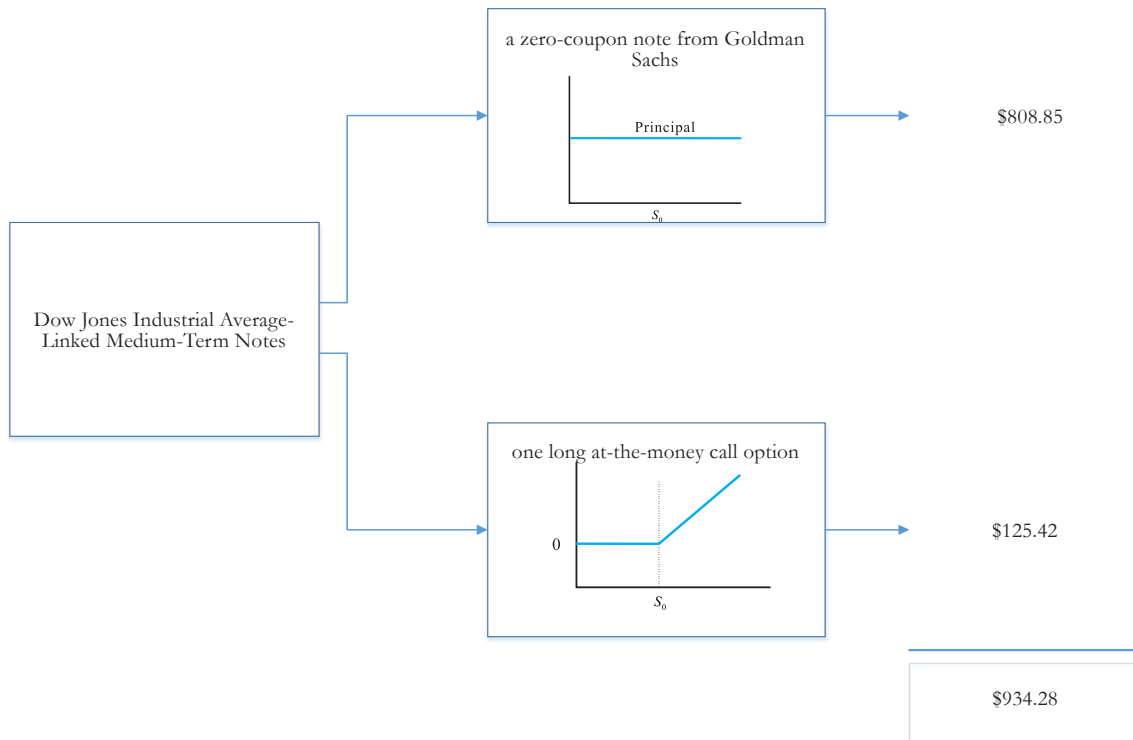 a zero-coupon note from Goldman
Sachs
Principal
S₀
$808.85
Dow Jones Industrial Average-
Linked Medium-Term Notes
one long at-the-money call option
0
S₀
$125.42
$934.28